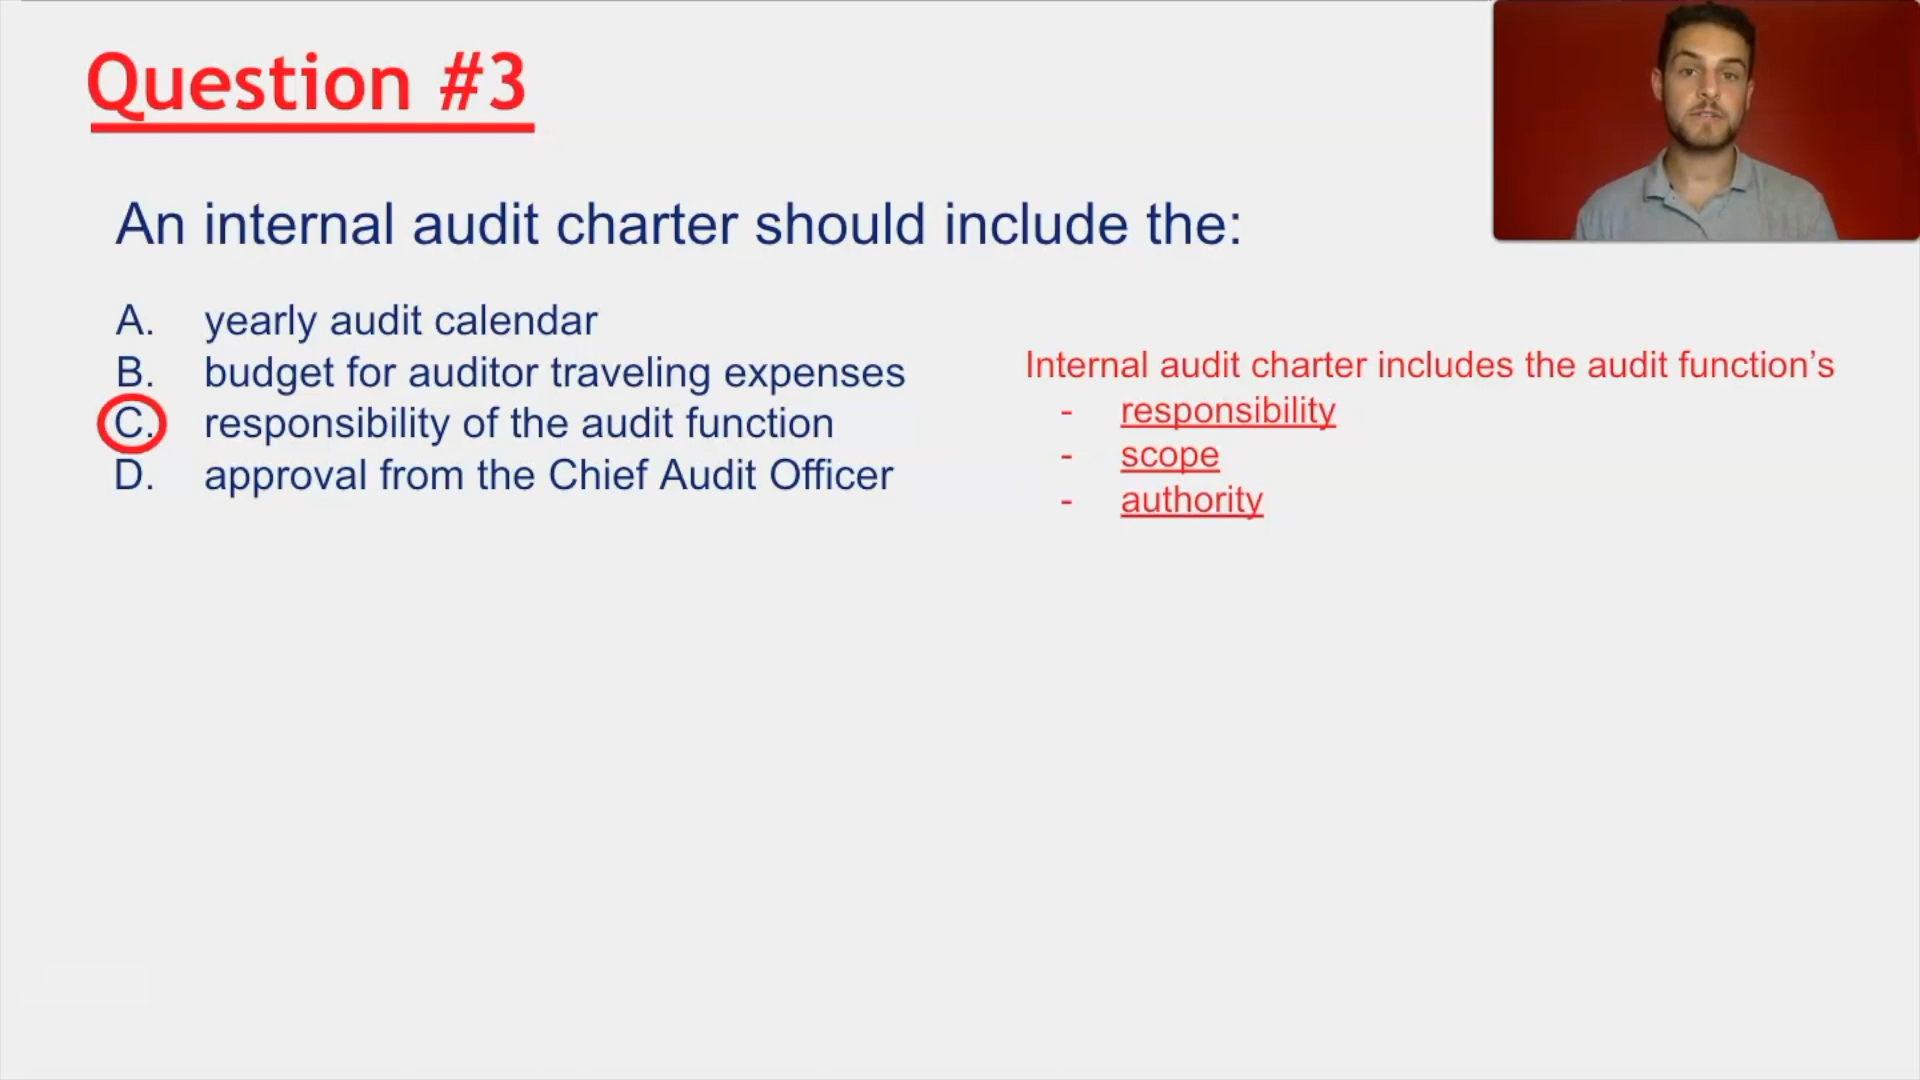 Question #3
An internal audit charter should include the:
A. yearly audit calendar
B. budget for auditor traveling expenses
C. responsibility of the audit function
D. approval from the Chief Audit Officer
Internal audit charter includes the audit function’s
- responsibility
- scope
- authority